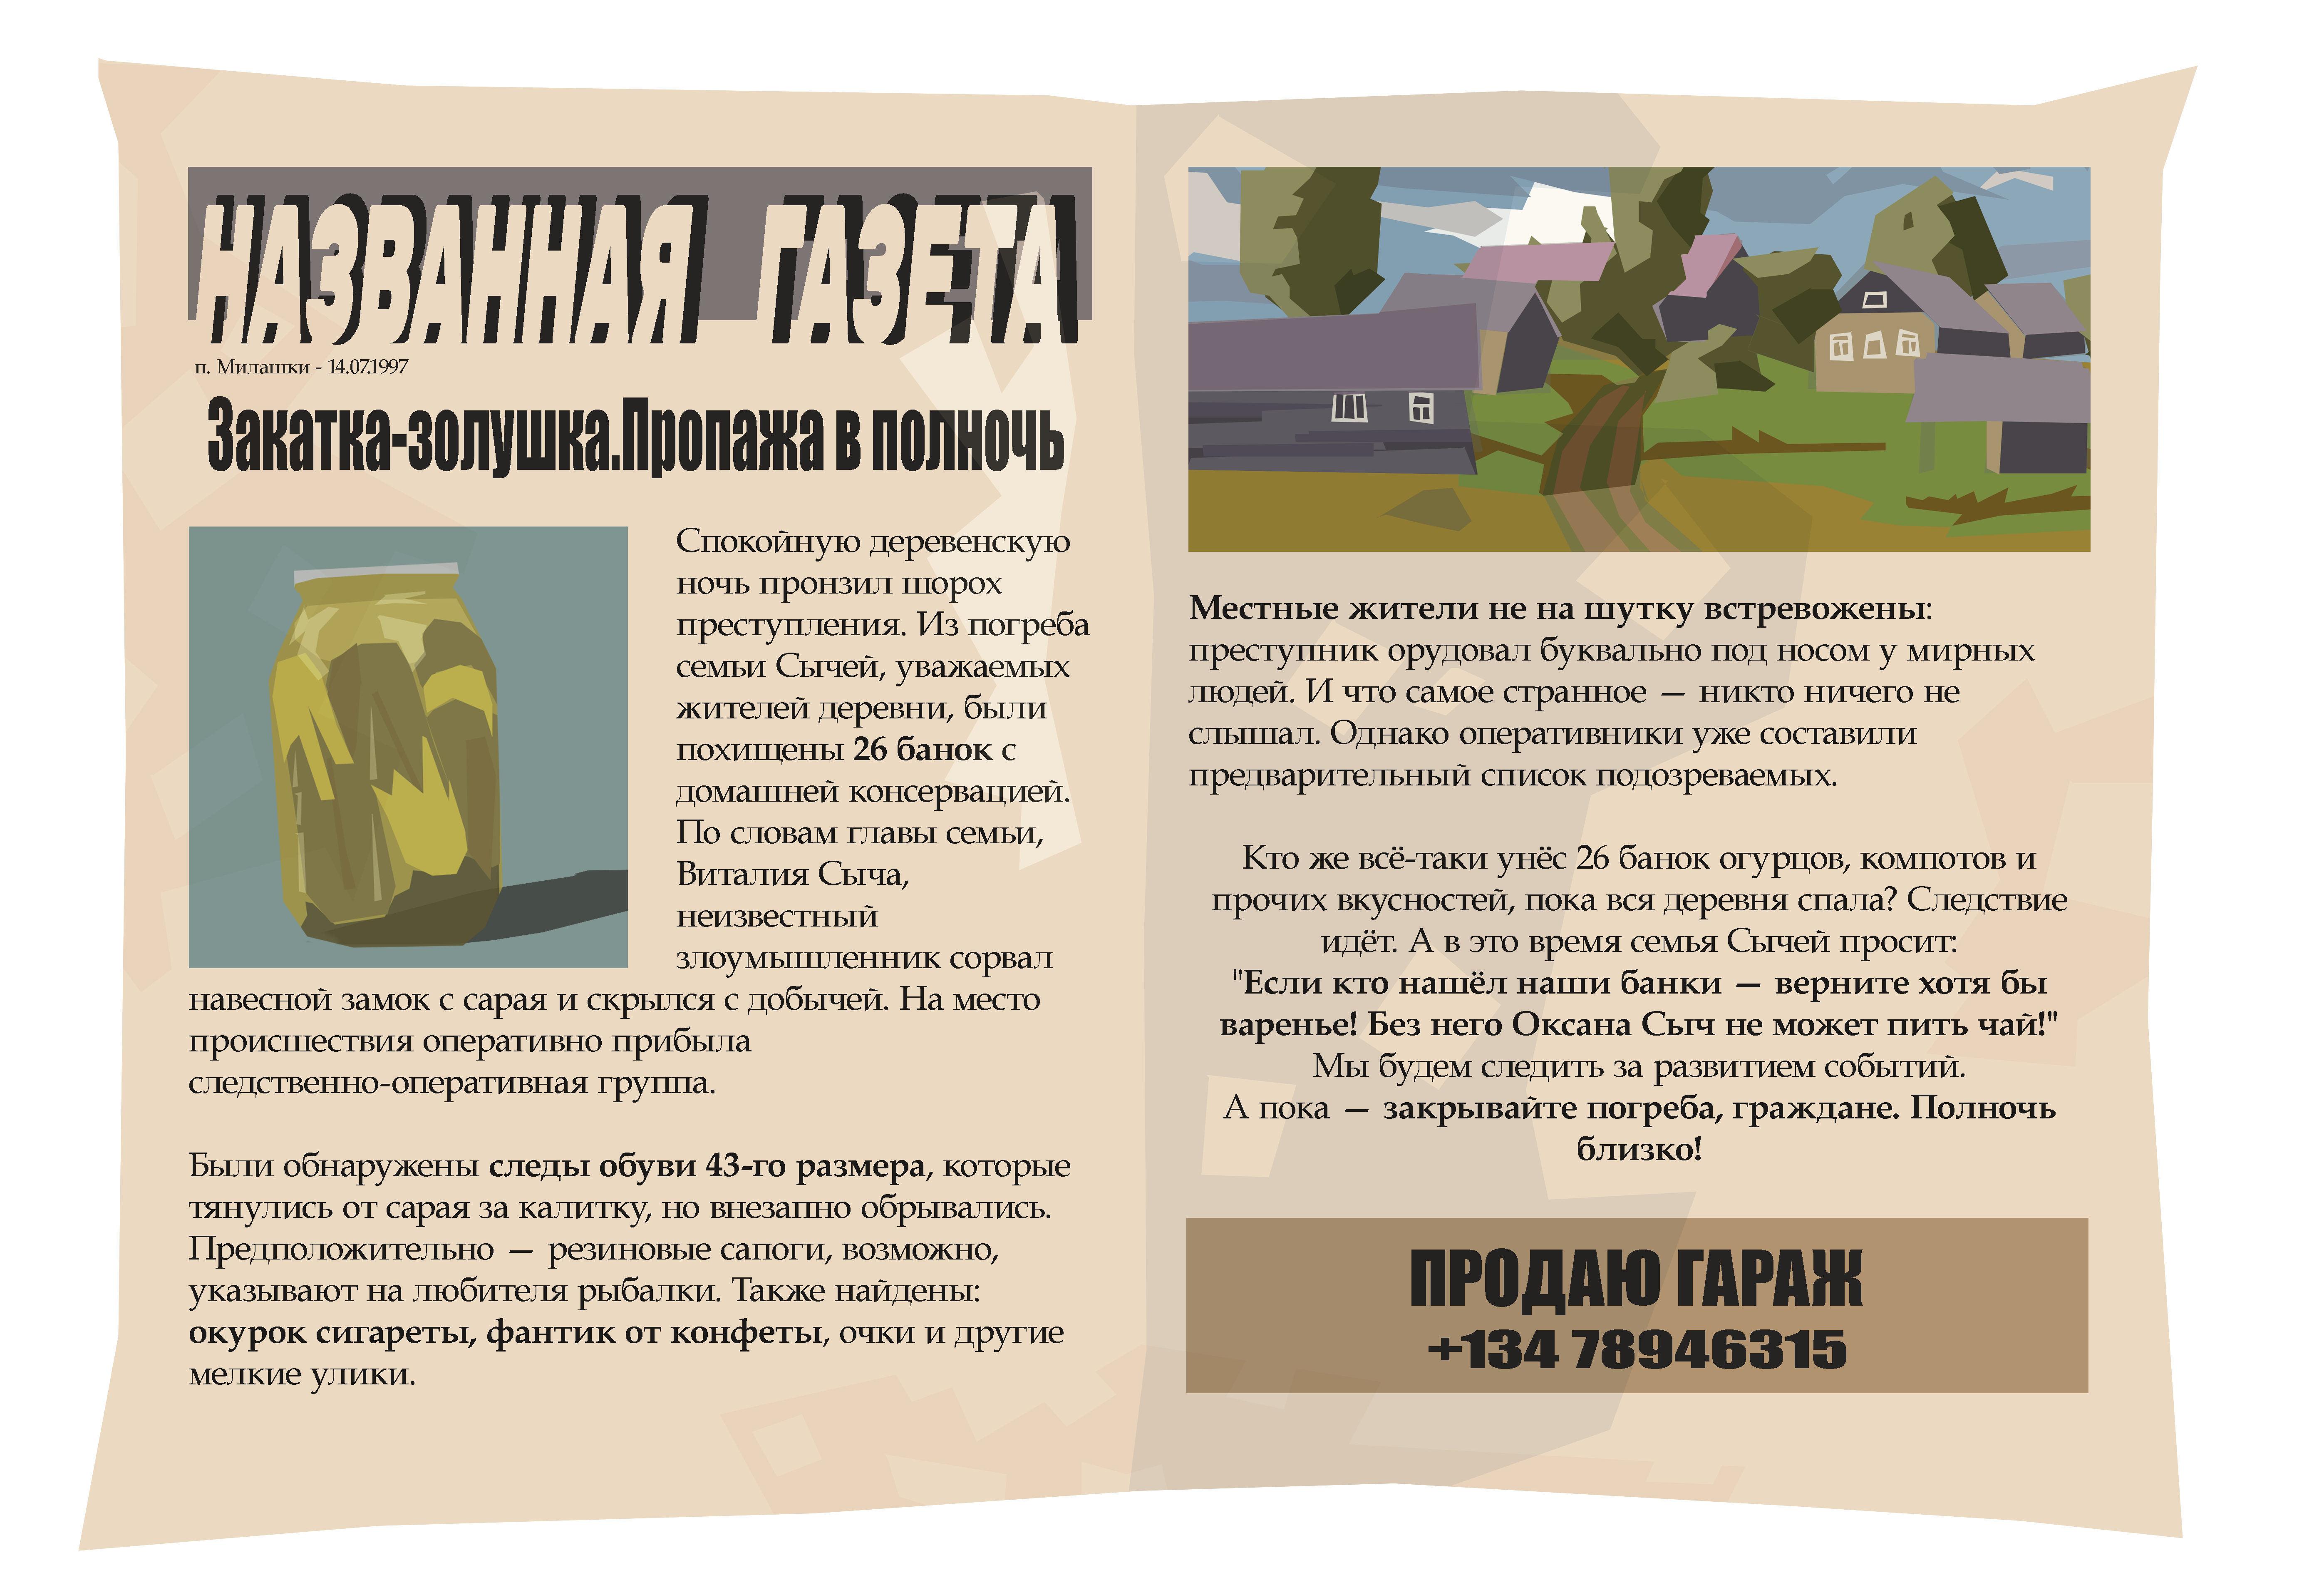 НАЗВАННАЯ ГАЗЕТА
п. Милашки - 14.07.1997
Закатка-золушка.Пропажа в полночь
Спокойную деревенскую
ночь пронзил шорох
преступления. Из погреба
семьи Сычей, уважаемых
жителей деревни, были
похищены 26 банок с
домашней консервацией.
По словам главы семьи,
Виталия Сыча,
неизвестный
злоумышленник сорвал
навесной замок с сарая и скрылся с добычей. На место
происшествия оперативно прибыла
следственно-оперативная группа.
Были обнаружены следы обуви 43-го размера, которые
тянулись от сарая за калитку, но внезапно обрывались.
Предположительно — резиновые сапоги, возможно,
указывают на любителя рыбалки. Также найдены:
окурок сигареты, фантик от конфеты, очки и другие
мелкие улики.
Местные жители не на шутку встревожены:
преступник орудовал буквально под носом у мирных
людей. И что самое странное — никто ничего не
слышал. Однако оперативники уже составили
предварительный список подозреваемых.
Кто же всё-таки унёс 26 банок огурцов, компотов и
прочих вкусностей, пока вся деревня спала? Следствие
идёт. А в это время семья Сычей просит:
"Если кто нашёл наши банки — верните хотя бы
варенье! Без него Оксана Сыч не может пить чай!"
Мы будем следить за развитием событий.
А пока — закрывайте погреба, граждане. Полночь
близко!
ПРОДАЮ ГАРАЖ
+134 78946315